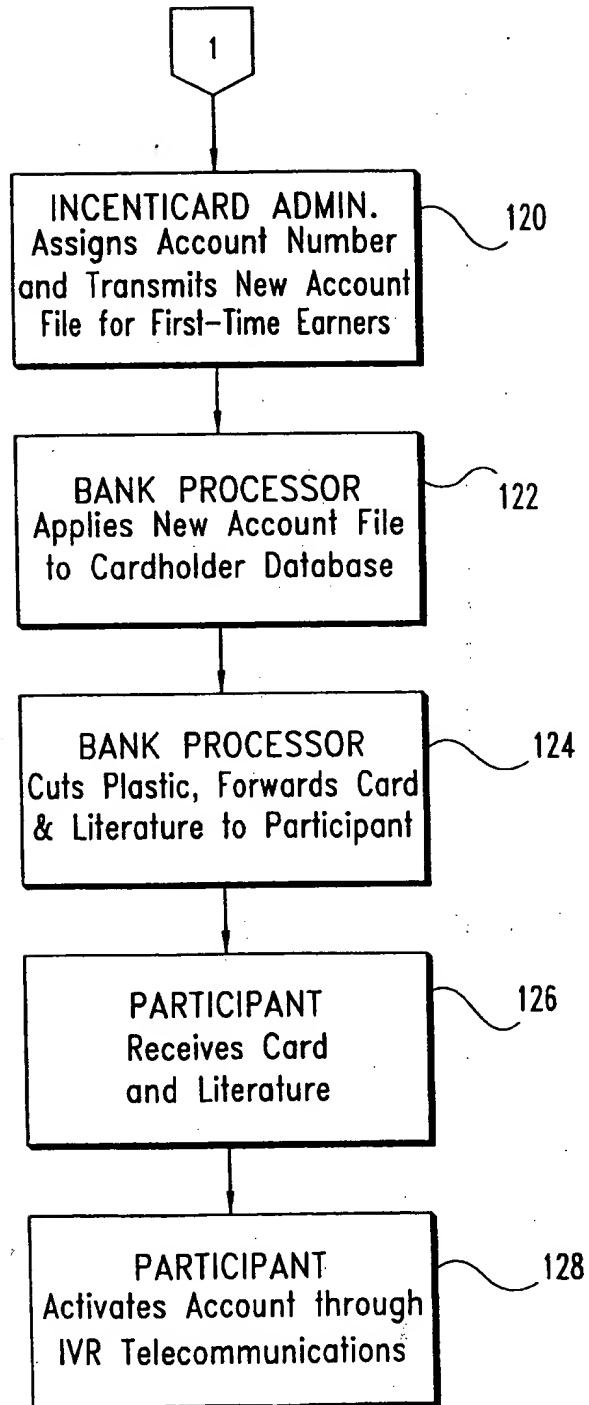 1
INCENTICARD ADMIN.
Assigns Account Number
and Transmits New Account
File for First-Time Earners
120
BANK PROCESSOR
Applies New Account File
to Cardholder Database
122
BANK PROCESSOR
Cuts Plastic, Forwards Card
& Literature to Participant
124
PARTICIPANT
Receives Card
and Literature
126
PARTICIPANT
Activates Account through
IVR Telecommunications
128